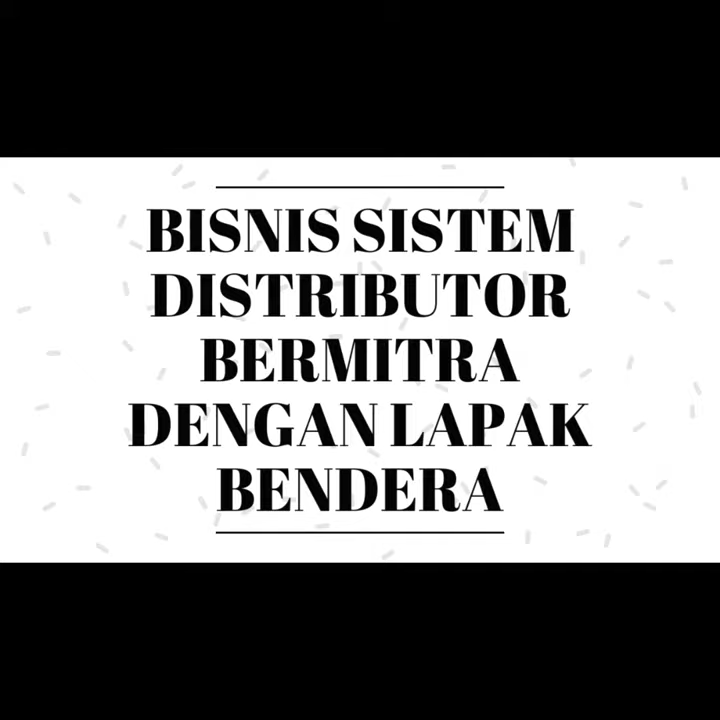 BISNIS SISTEM
DISTRIBUTOR
BERMITRA
DENGAN LAPAK
BENDERA